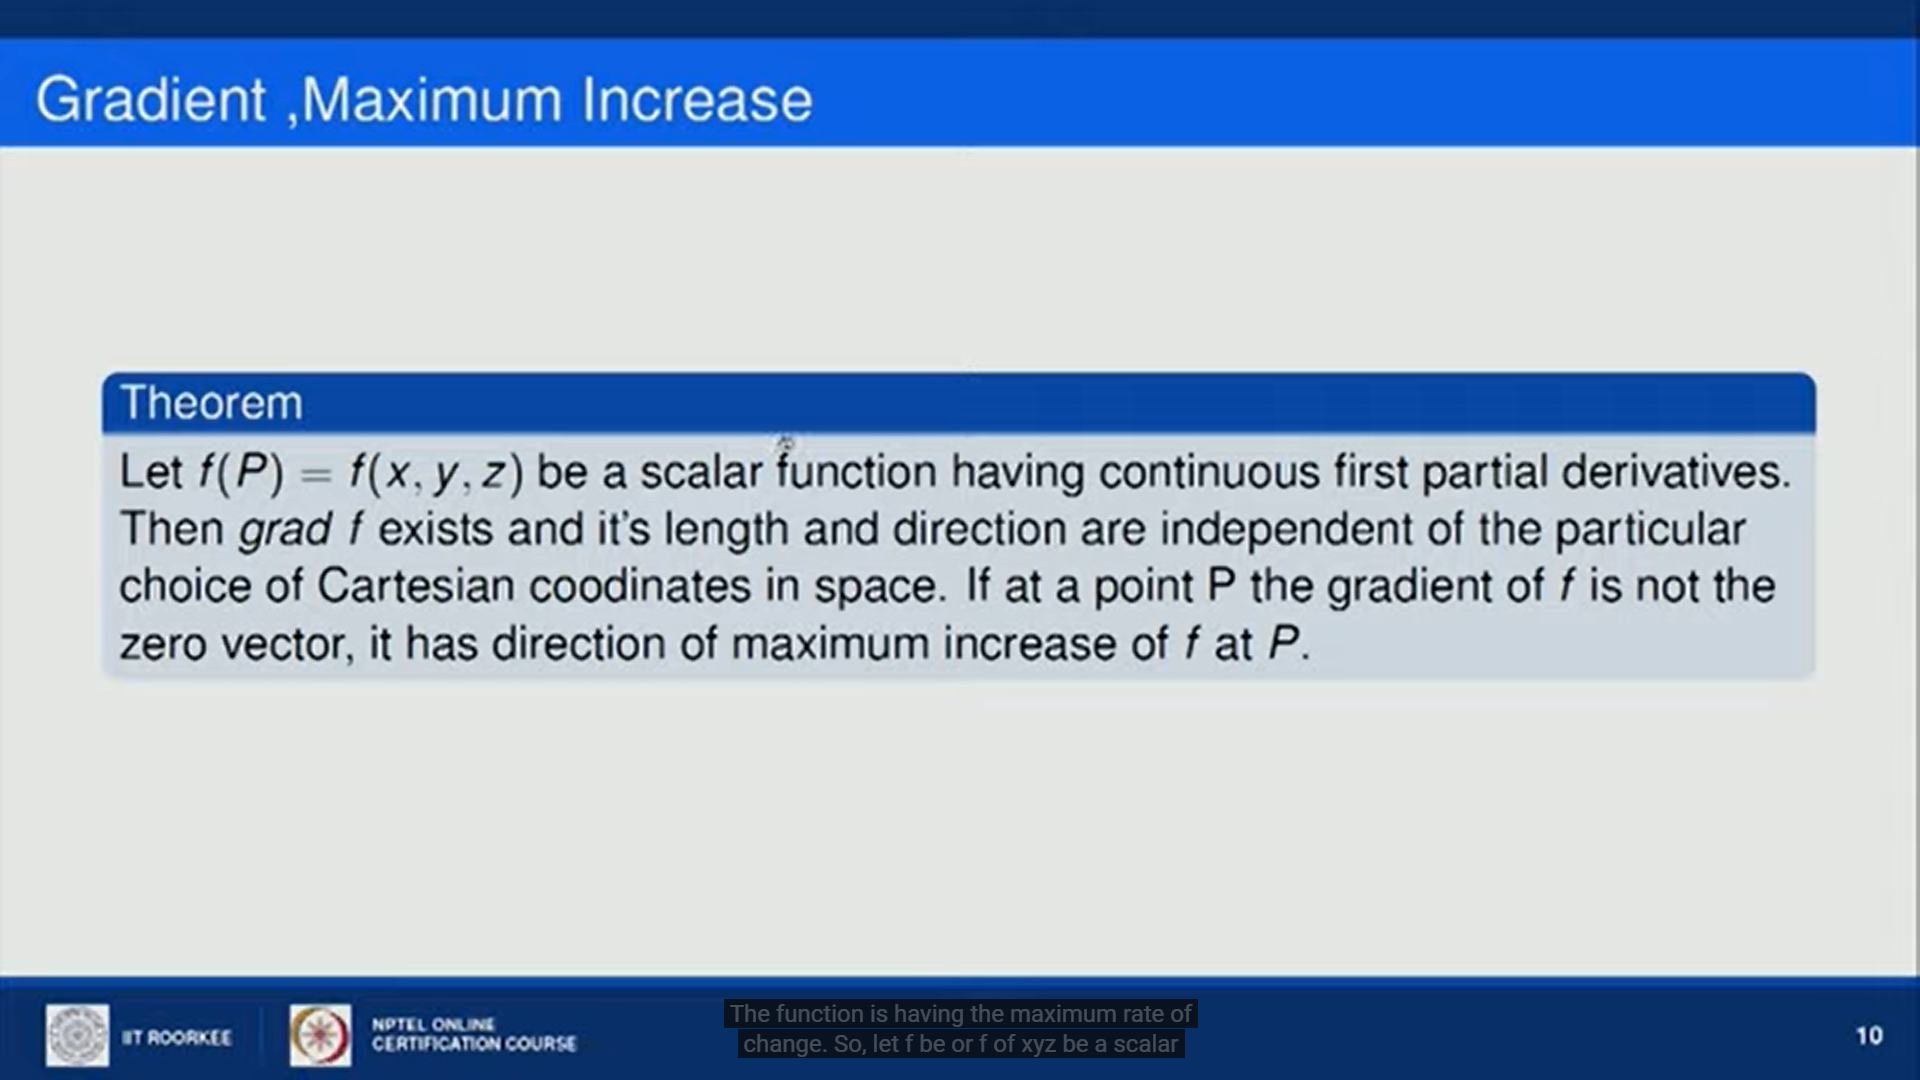 Gradient ,Maximum Increase
Theorem
Let f(P) = f(x, y, z) be a scalar function having continuous first partial derivatives.
Then grad f exists and it's length and direction are independent of the particular
choice of Cartesian coodinates in space. If at a point P the gradient of f is not the
zero vector, it has direction of maximum increase of f at P.
IIT ROORKEE
NPTEL ONLINE
CERTIFICATION COURSE
The function is having the maximum rate of
change. So, let f be or f of xyz be a scalar
10